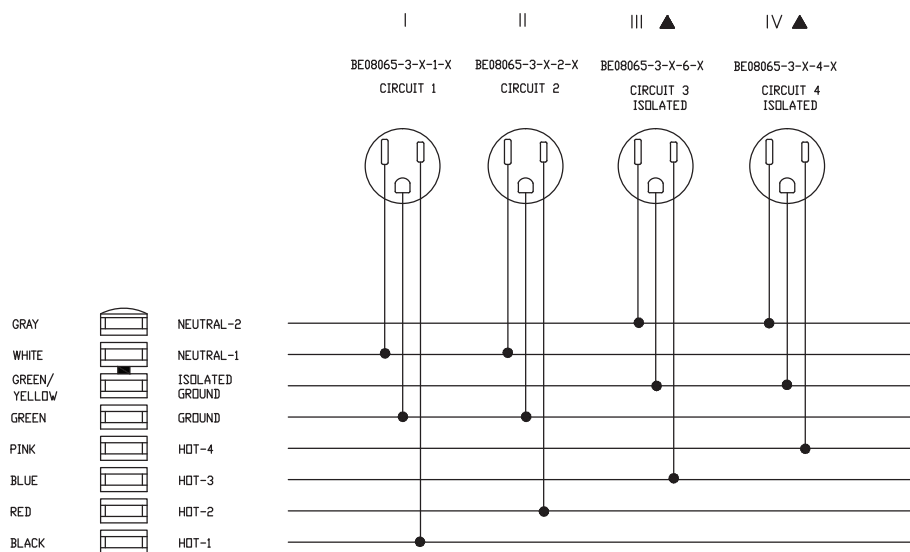 I II III ▲ IV ▲
BE08065-3-X-1-X BE08065-3-X-2-X BE08065-3-X-6-X BE08065-3-X-4-X
CIRCUIT 1 CIRCUIT 2 CIRCUIT 3 CIRCUIT 4
ISOLATED ISOLATED
GRAY NEUTRAL-2
WHITE NEUTRAL-1
GREEN/ ISOLATED
YELLOW GROUND
GREEN GROUND
PINK HOT-4
BLUE HOT-3
RED HOT-2
BLACK HOT-1